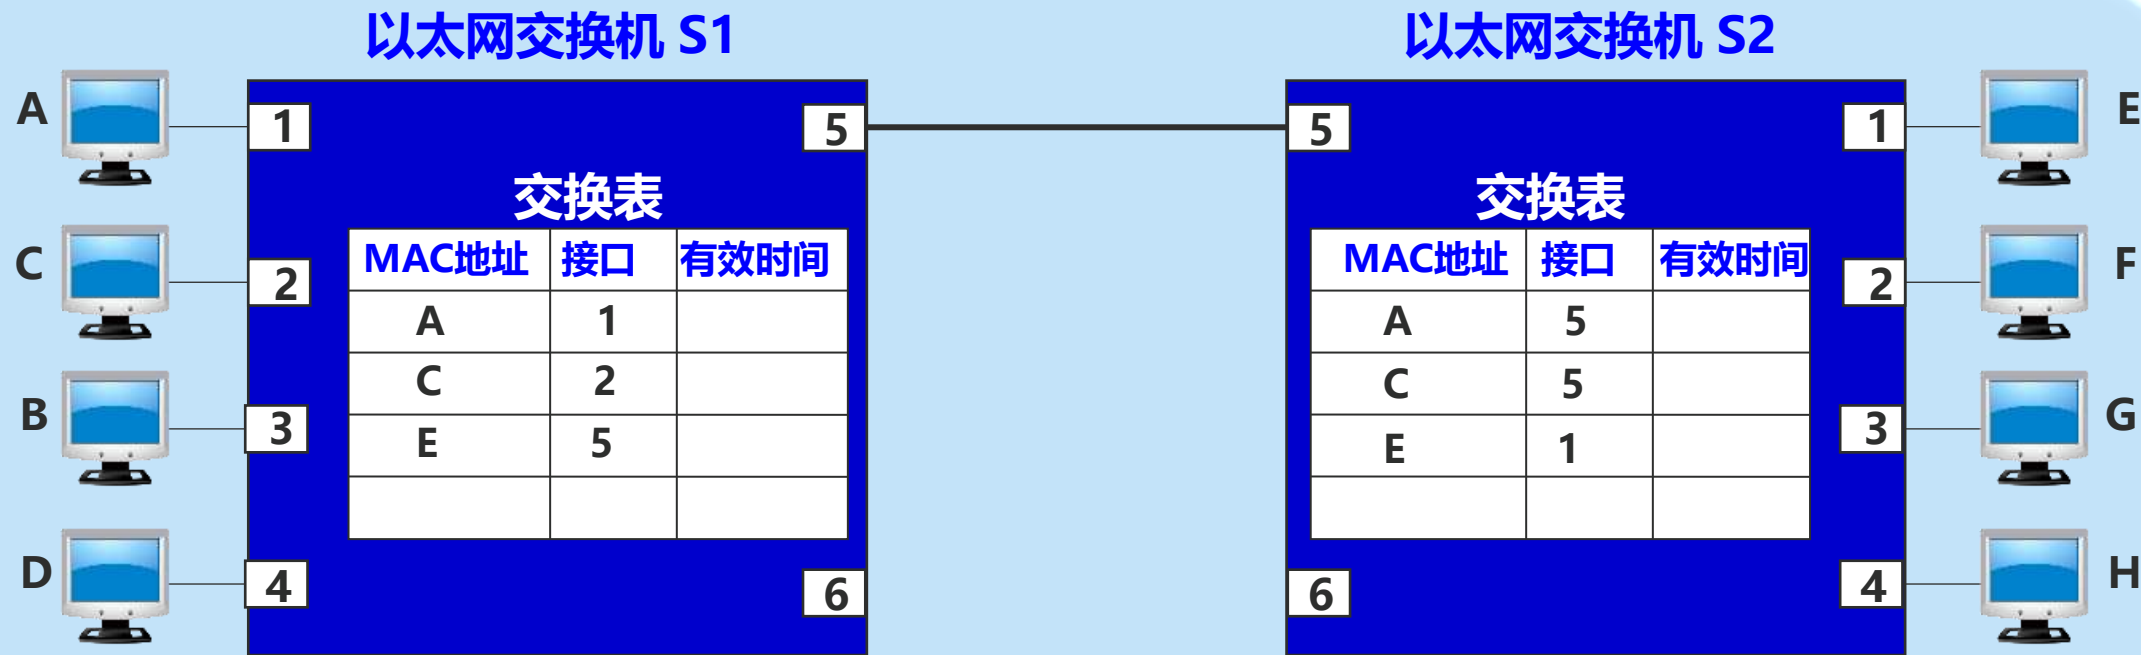 以太网交换机 S1
以太网交换机 S2
A
1
5
5
1
E
交换表
交换表
C
2
MAC地址 接口 有效时间
MAC地址 接口 有效时间
2
F
A 1
A 5
C 2
C 5
B
3
E 5
E 1
3
G
D
4
6
6
4
H